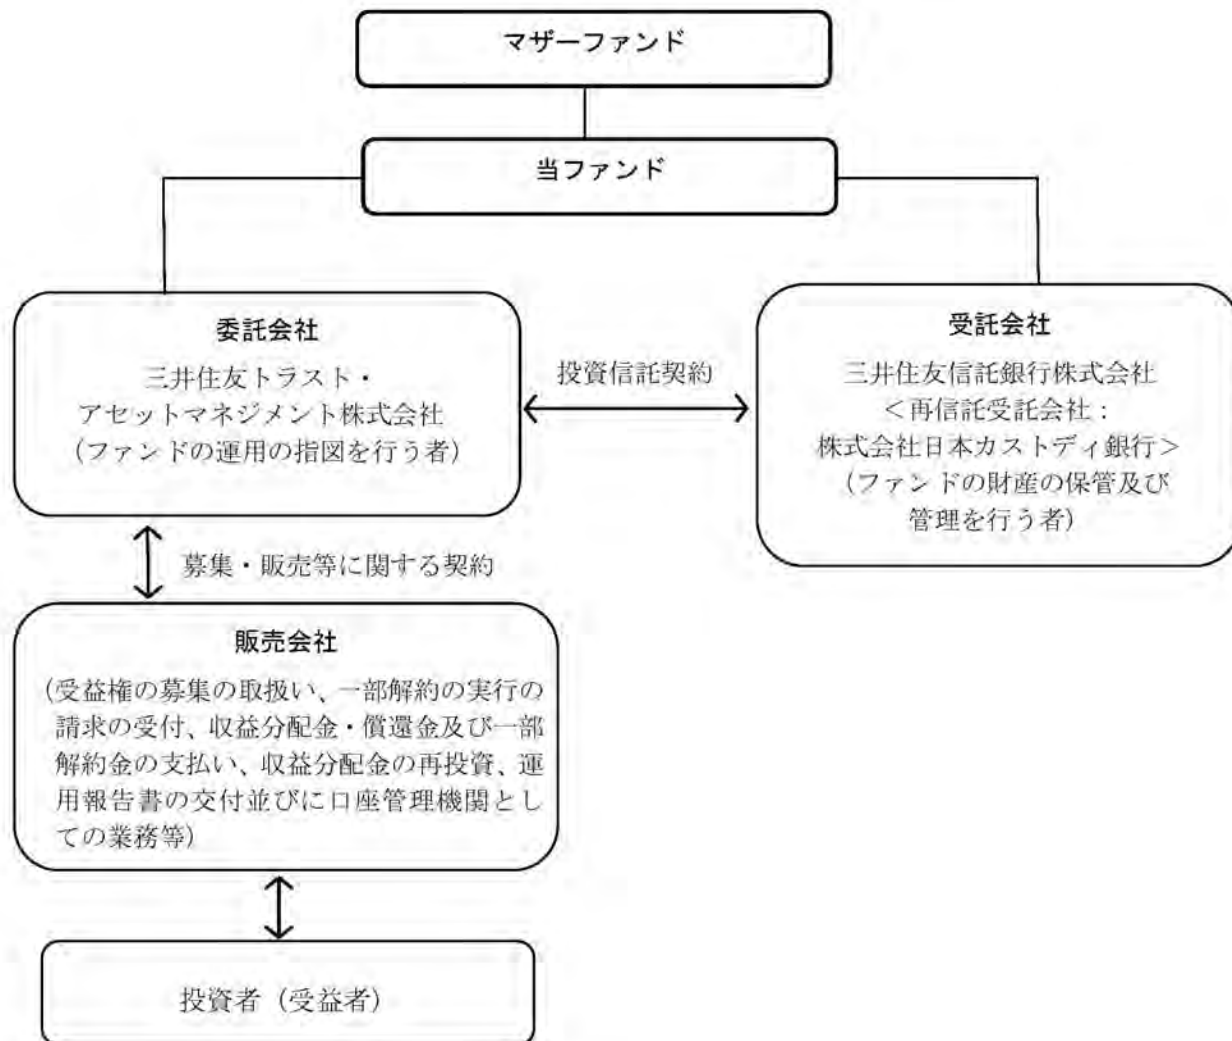 マザーファンド
当ファンド
委託会社
三井住友トラスト・
アセットマネジメント株式会社
（ファンドの運用の指図を行う者）
投資信託契約
受託会社
三井住友信託銀行株式会社
＜再信託受託会社：
株式会社日本カストディ銀行＞
（ファンドの財産の保管及び
管理を行う者）
募集・販売等に関する契約
販売会社
（受益権の募集の取扱い、一部解約の実行の
請求の受付、収益分配金・償還金及び一部
解約金の支払い、収益分配金の再投資、運
用報告書の交付並びに口座管理機関とし
ての業務等）
投資者（受益者）